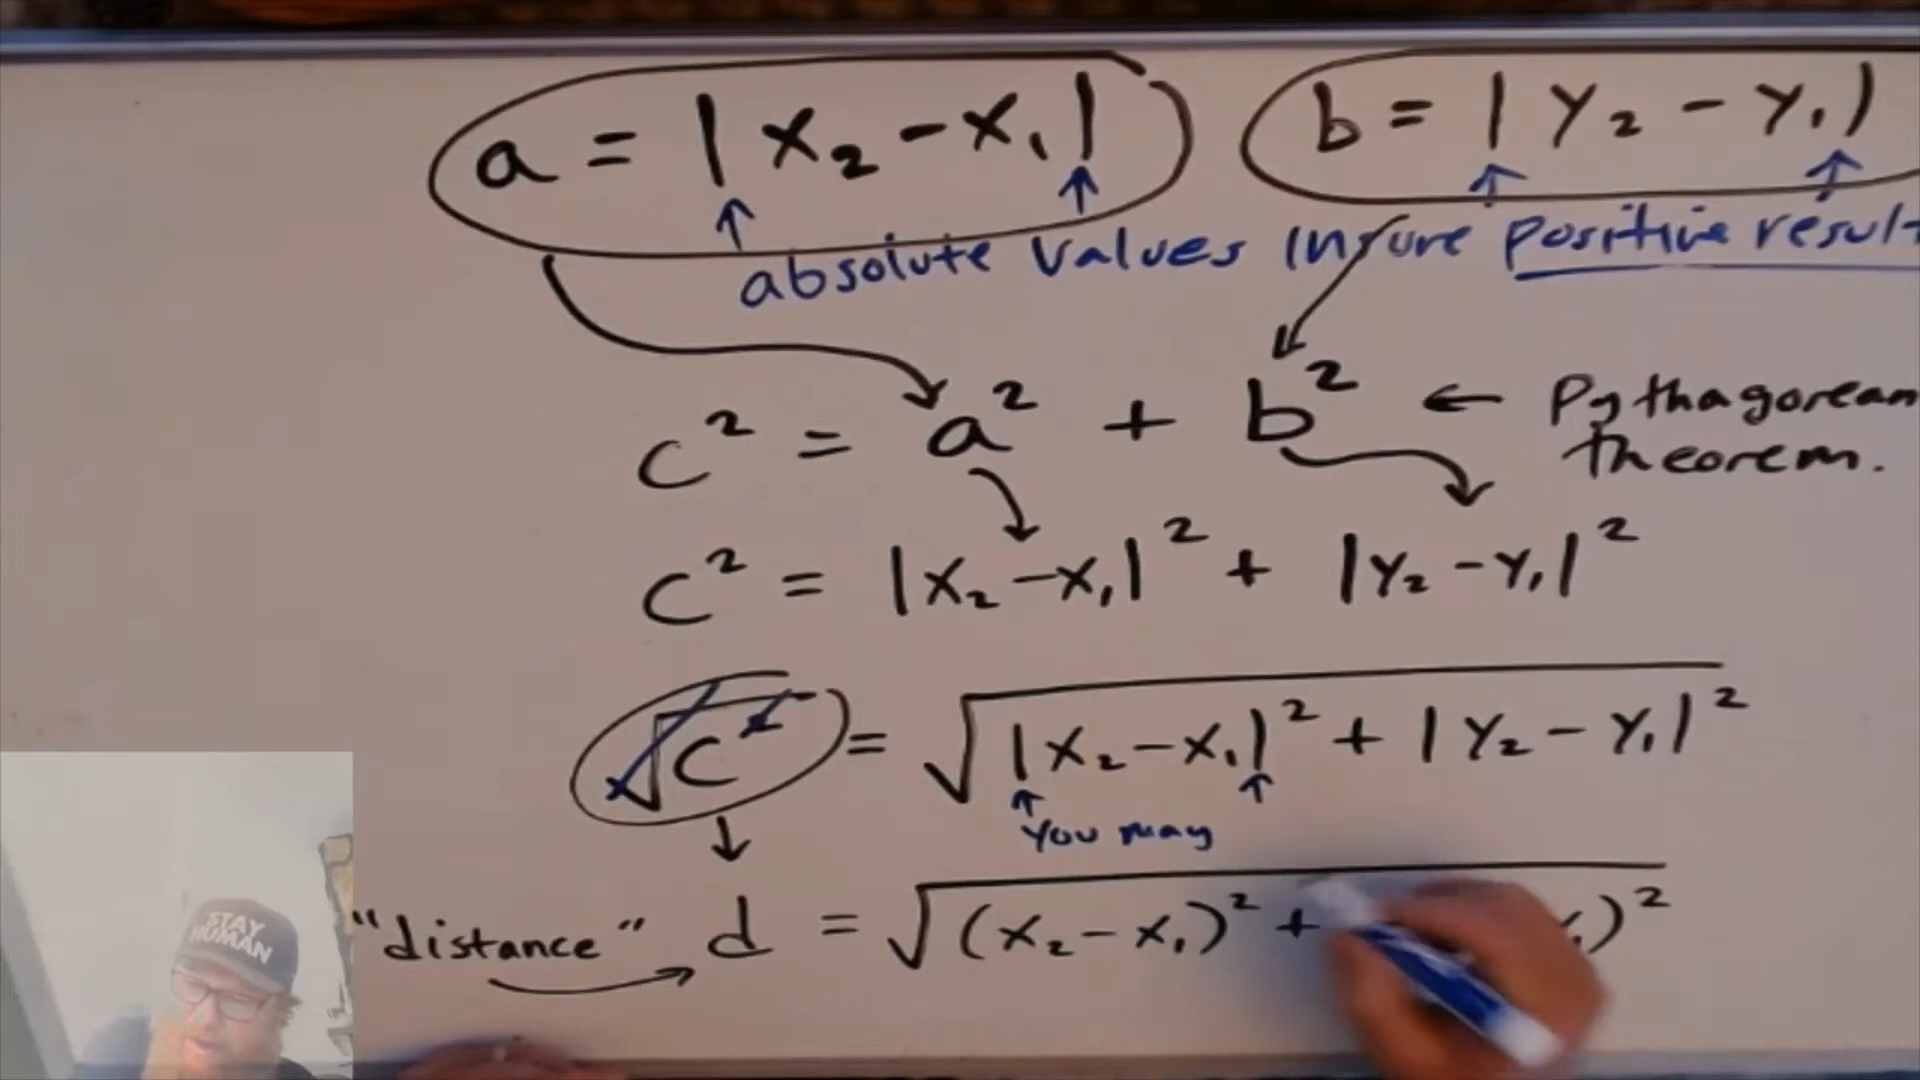 a = |x₂ - x₁| b = |y₂ - y₁|
absolute values insure positive result
c² = a² + b² ← Pythagorean
theorem.
c² = |x₂ - x₁|² + |y₂ - y₁|²
√c² = √|x₂ - x₁|² + |y₂ - y₁|²
You may
"distance" d = √(x₂ - x₁)² + )²
STAY
HUMAN